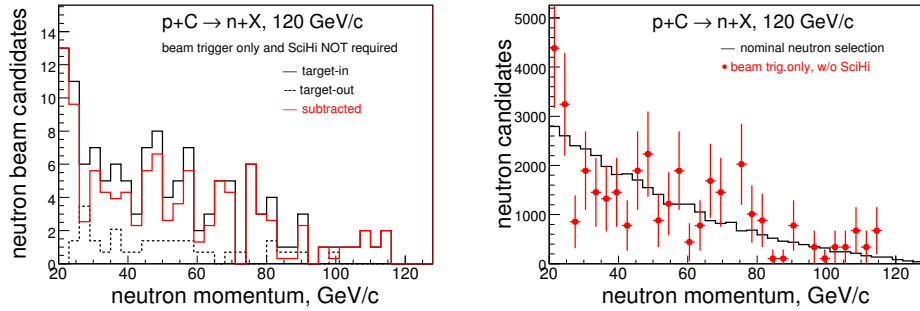 p+C → n+X, 120 GeV/c
beam trigger only and SciHi NOT required
target-in
target-out
subtracted
neutron beam candidates
14
12
10
8
6
4
2
0
20 40 60 80 100 120
neutron momentum, GeV/c
p+C → n+X, 120 GeV/c
nominal neutron selection
beam trig.only, w/o SciHi
neutron candidates
5000
4000
3000
2000
1000
0
20 40 60 80 100 120
neutron momentum, GeV/c